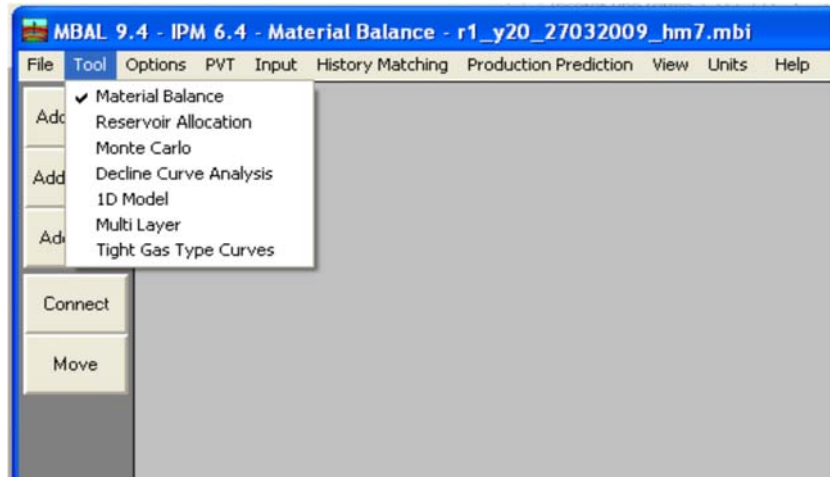 MBAL 9.4 - IPM 6.4 - Material Balance - r1_y20_27032009_hm7.mbi
File Tool Options PVT Input History Matching Production Prediction View Units Help
Material Balance
Reservoir Allocation
Monte Carlo
Decline Curve Analysis
1D Model
Multi Layer
Tight Gas Type Curves
Add
Connect
Move